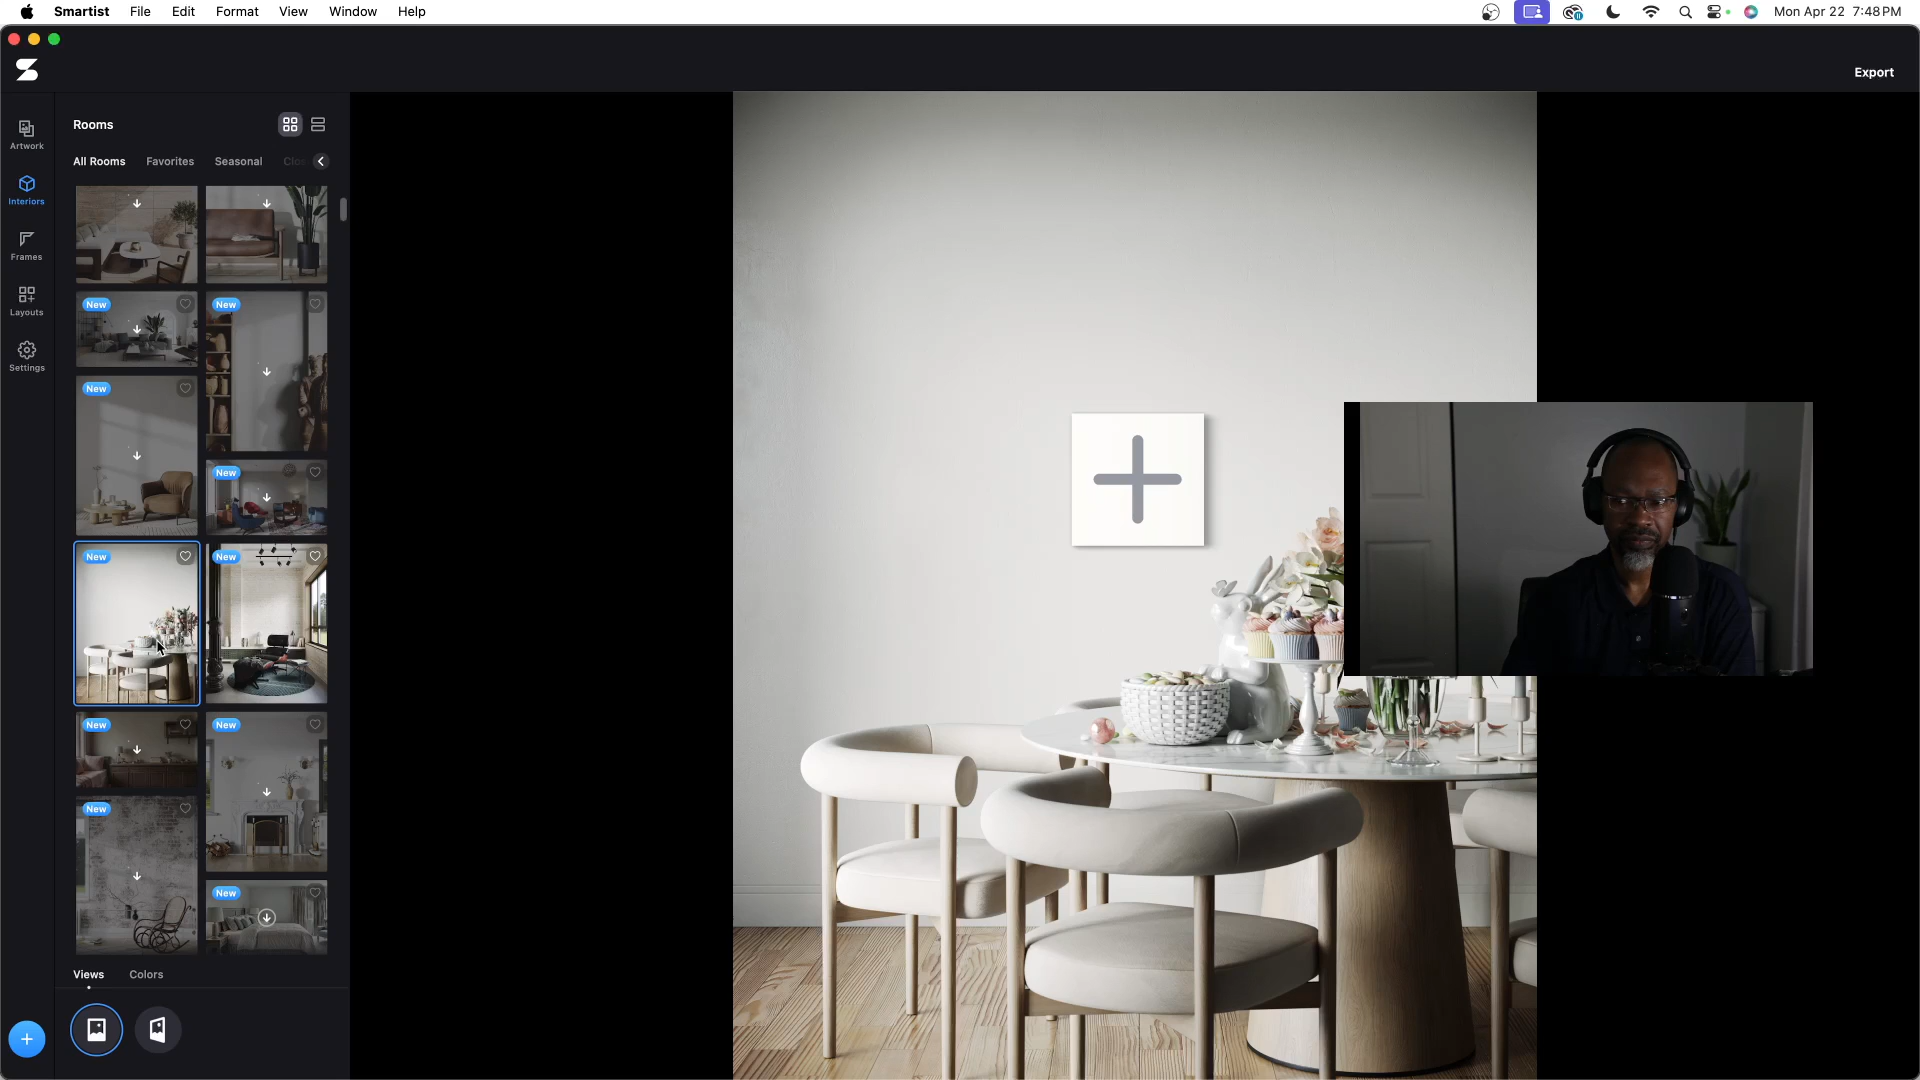 Smartist File Edit Format View Window Help Mon Apr 22 7:48 PM
Export
Rooms
All Rooms Favorites Seasonal
Artwork
Interiors
Frames
Layouts
Settings
New New
New
New
New New
New New
New
New
Views Colors